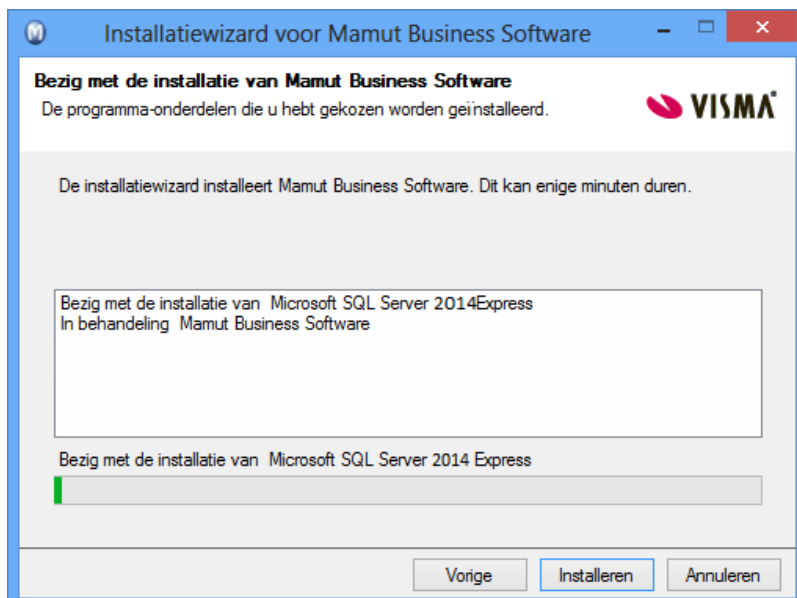 Installatiewizard voor Mamut Business Software
Bezig met de installatie van Mamut Business Software
De programma-onderdelen die u hebt gekozen worden geïnstalleerd.
VISMA
De installatiewizard installeert Mamut Business Software. Dit kan enige minuten duren.
Bezig met de installatie van Microsoft SQL Server 2014Express
In behandeling Mamut Business Software
Bezig met de installatie van Microsoft SQL Server 2014 Express
Vorige
Installeren
Annuleren